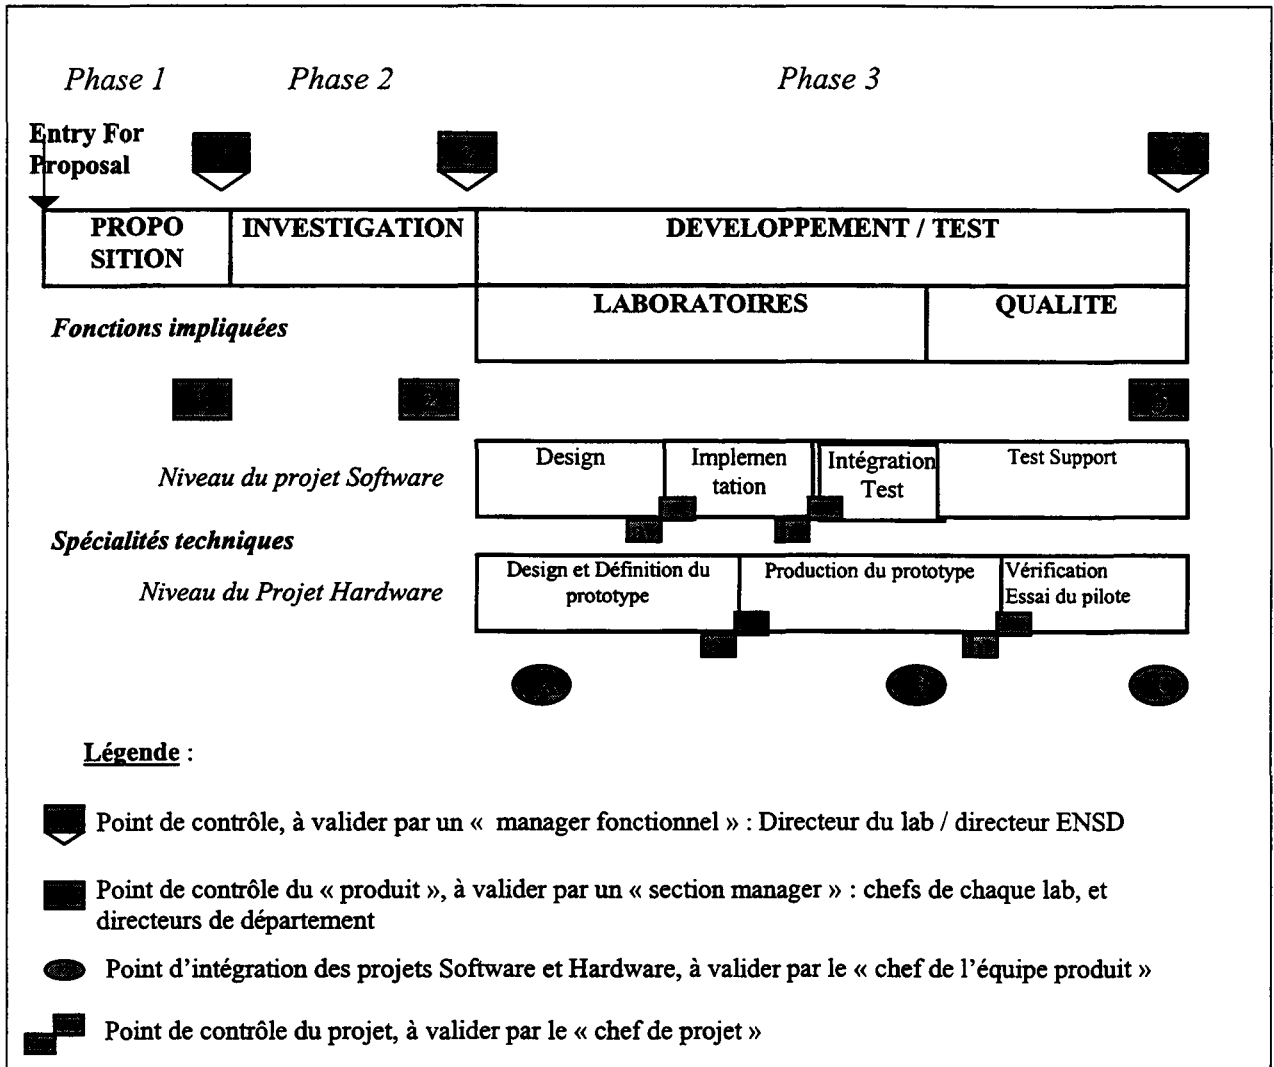 Phase 1 Phase 2 Phase 3
Entry For
Proposal
PROPO
SITION
INVESTIGATION
DEVELOPPEMENT / TEST
LABORATOIRES
QUALITE
Fonctions impliquées
Niveau du projet Software
Design
Implemen
tation
Intégration
Test
Test Support
Spécialités techniques
Niveau du Projet Hardware
Design et Définition du
prototype
Production du prototype
Vérification
Essai du pilote
Légende :
Point de contrôle, à valider par un « manager fonctionnel » : Directeur du lab / directeur ENSD
Point de contrôle du « produit », à valider par un « section manager » : chefs de chaque lab, et
directeurs de département
Point d’intégration des projets Software et Hardware, à valider par le « chef de l’équipe produit »
Point de contrôle du projet, à valider par le « chef de projet »